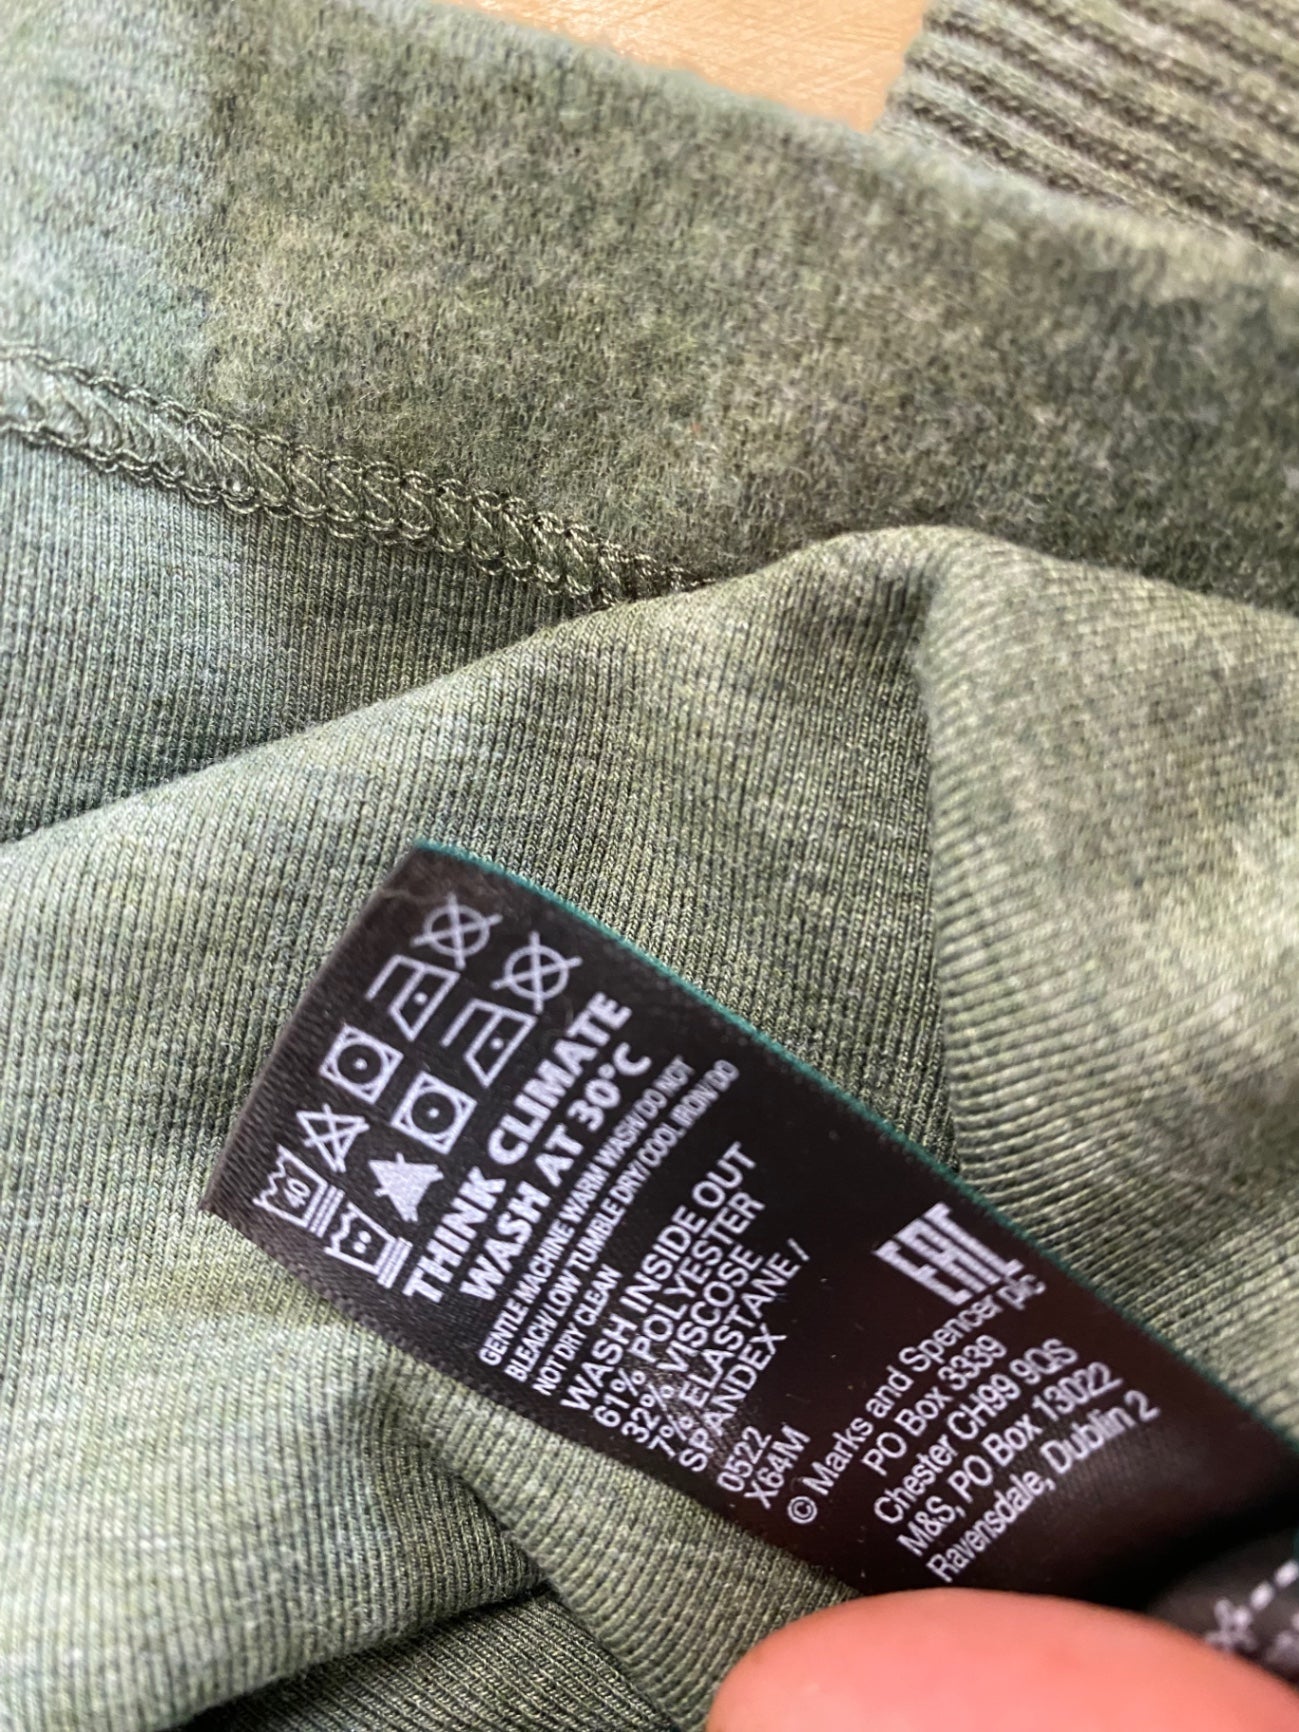 40
THINK CLIMATE
WASH AT 30°C
GENTLE MACHINE WARM WASH/DO NOT
BLEACH/LOW TUMBLE DRY/COOL IRON/DO
NOT DRY CLEAN
WASH INSIDE OUT
61% POLYESTER
32% VISCOSE
7% ELASTANE /
SPANDEX
0522
X64M
EAC
© Marks and Spencer plc
PO Box 3339
Chester CH99 9QS
M&S, PO Box 13022
Ravensdale, Dublin 2